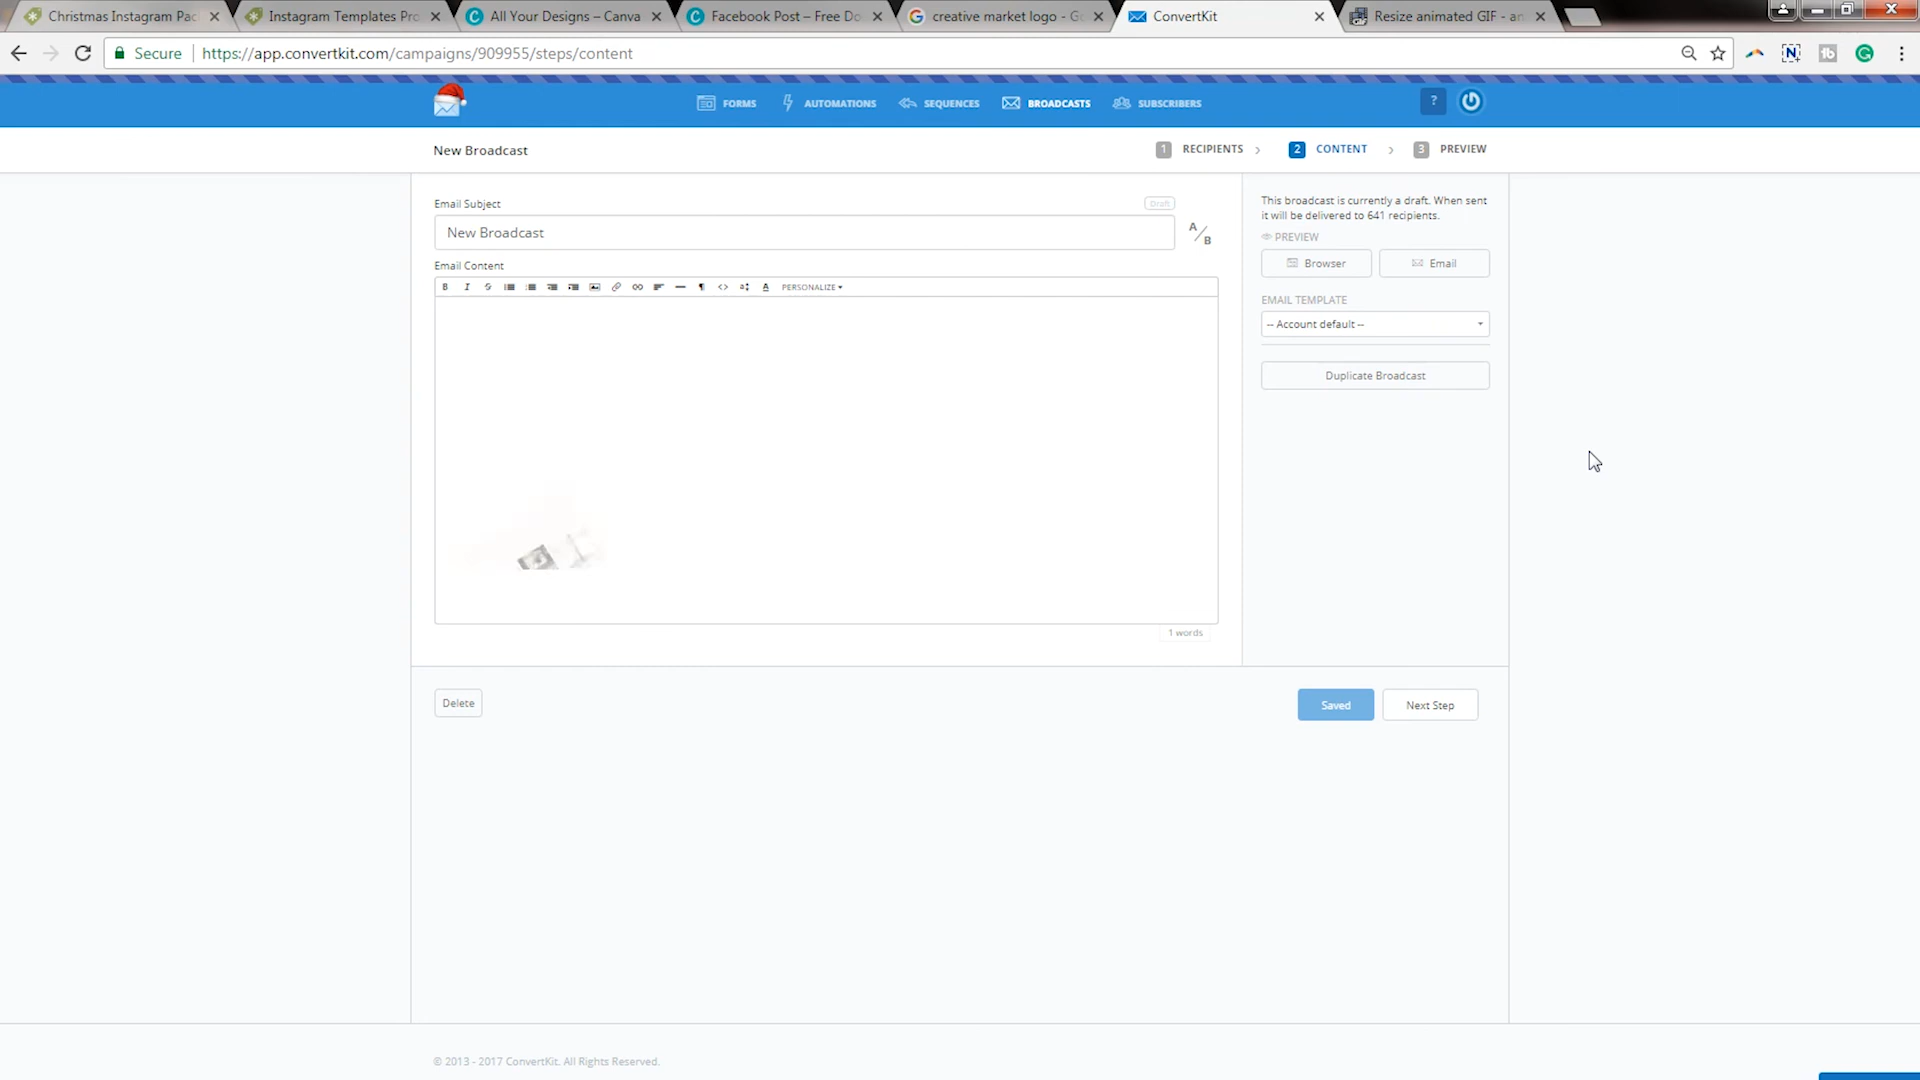 Christmas Instagram Pac
Instagram Templates Pro
All Your Designs – Canva
Facebook Post – Free Do
creative market logo - Go
ConvertKit
Resize animated GIF - an
Secure
https://app.convertkit.com/campaigns/909955/steps/content
FORMS
AUTOMATIONS
SEQUENCES
BROADCASTS
SUBSCRIBERS
?
New Broadcast
1 RECIPIENTS
2 CONTENT
3 PREVIEW
Email Subject
Draft
New Broadcast
A/B
Email Content
B I S PERSONALIZE
1 words
This broadcast is currently a draft. When sent
it will be delivered to 641 recipients.
PREVIEW
Browser
Email
EMAIL TEMPLATE
-- Account default --
Duplicate Broadcast
Delete
Saved
Next Step
© 2013 - 2017 ConvertKit. All Rights Reserved.